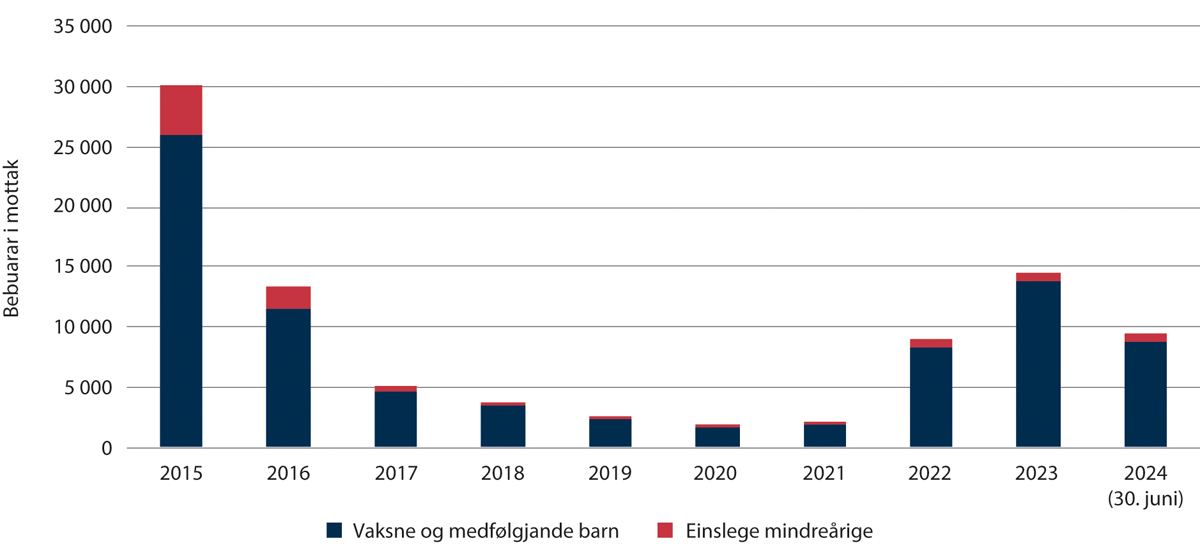 35 000
30 000
25 000
20 000
15 000
10 000
5 000
0
Bebuarar i mottak
2015 2016 2017 2018 2019 2020 2021 2022 2023 2024
(30. juni)
Vaksne og medfølgjande barn Einslege mindreårige